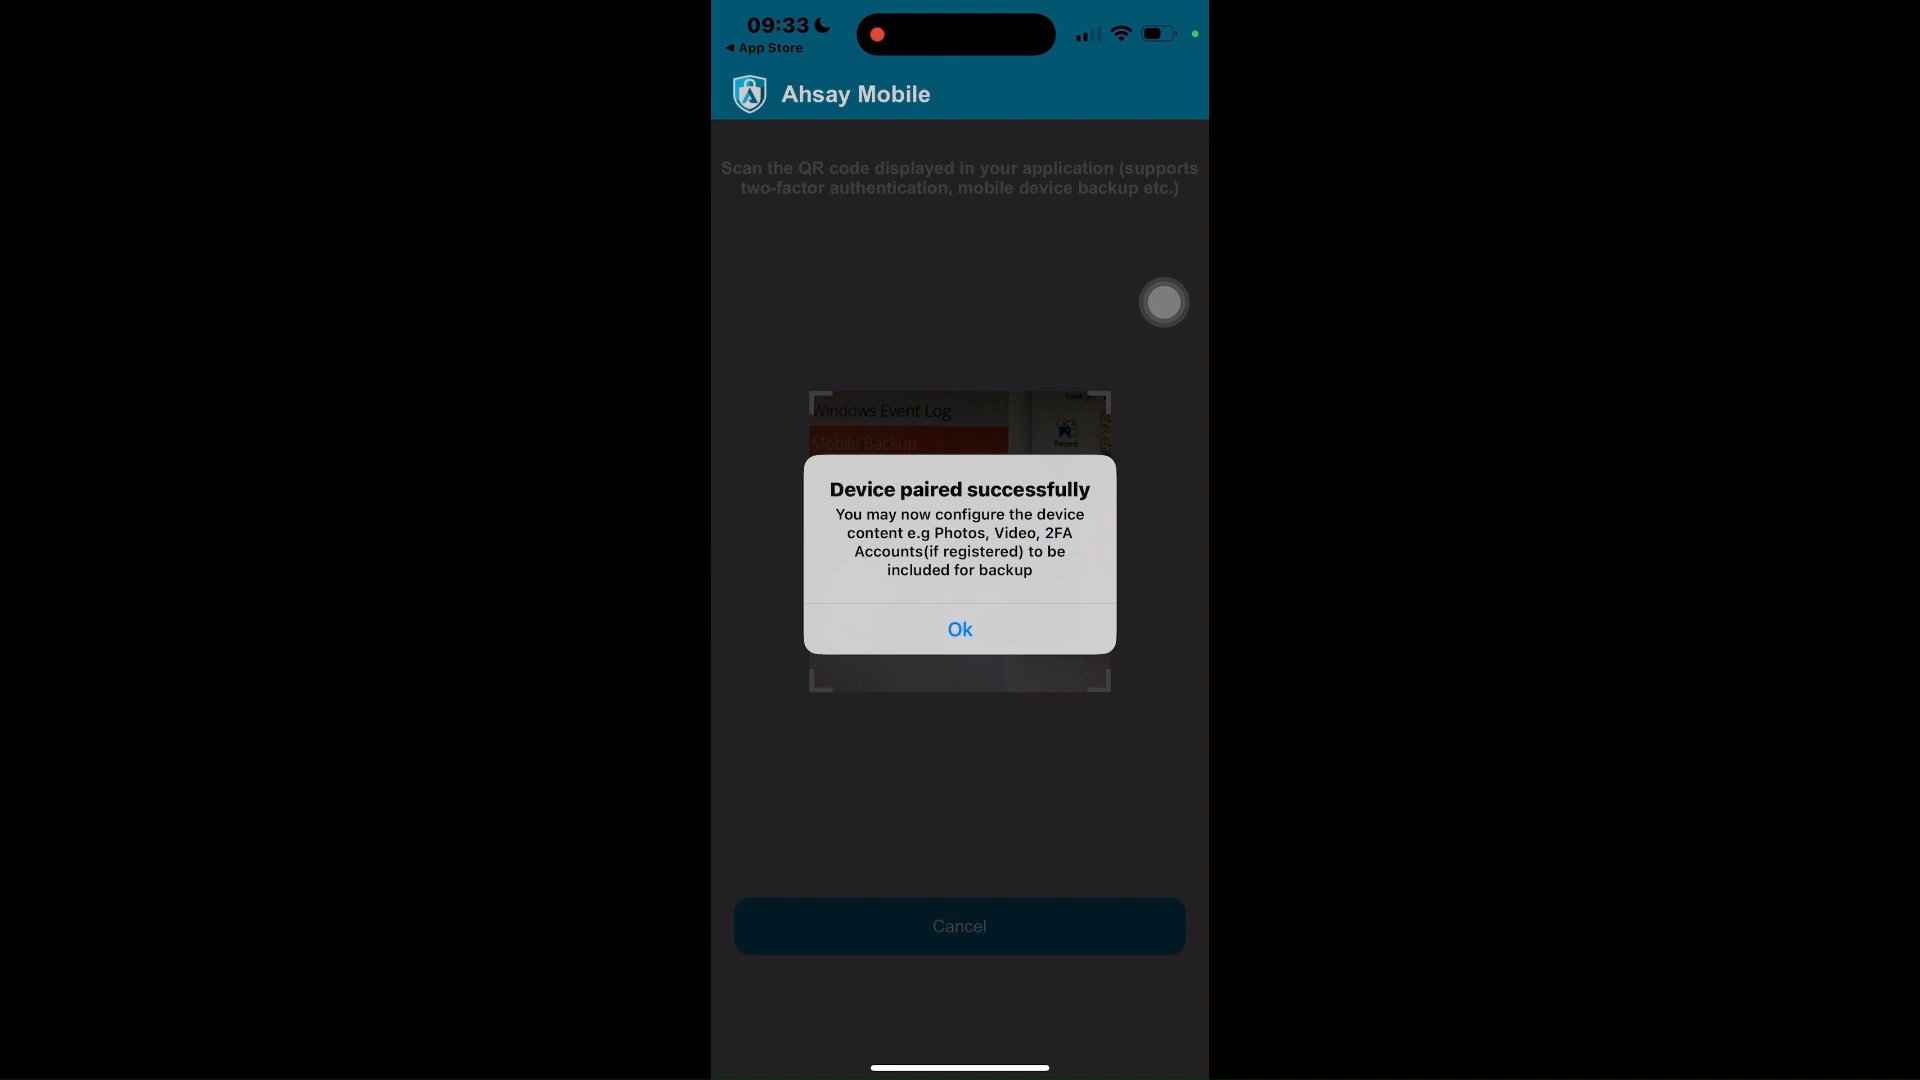 09:33
App Store
Ahsay Mobile
Scan the QR code displayed in your application (supports
two-factor authentication, mobile device backup etc.)
Windows Event Log
Mobile Backup
Recent
Device paired successfully
You may now configure the device
content e.g Photos, Video, 2FA
Accounts(if registered) to be
included for backup
Ok
Cancel